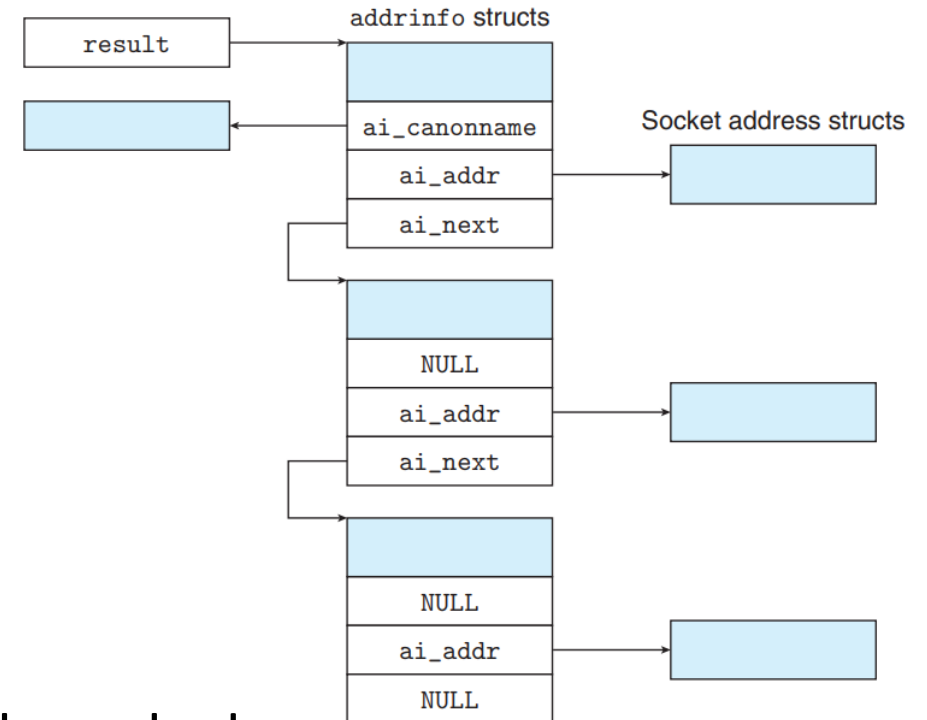 addrinfo structs
result
ai_canonname
Socket address structs
ai_addr
ai_next
NULL
ai_addr
ai_next
NULL
ai_addr
NULL